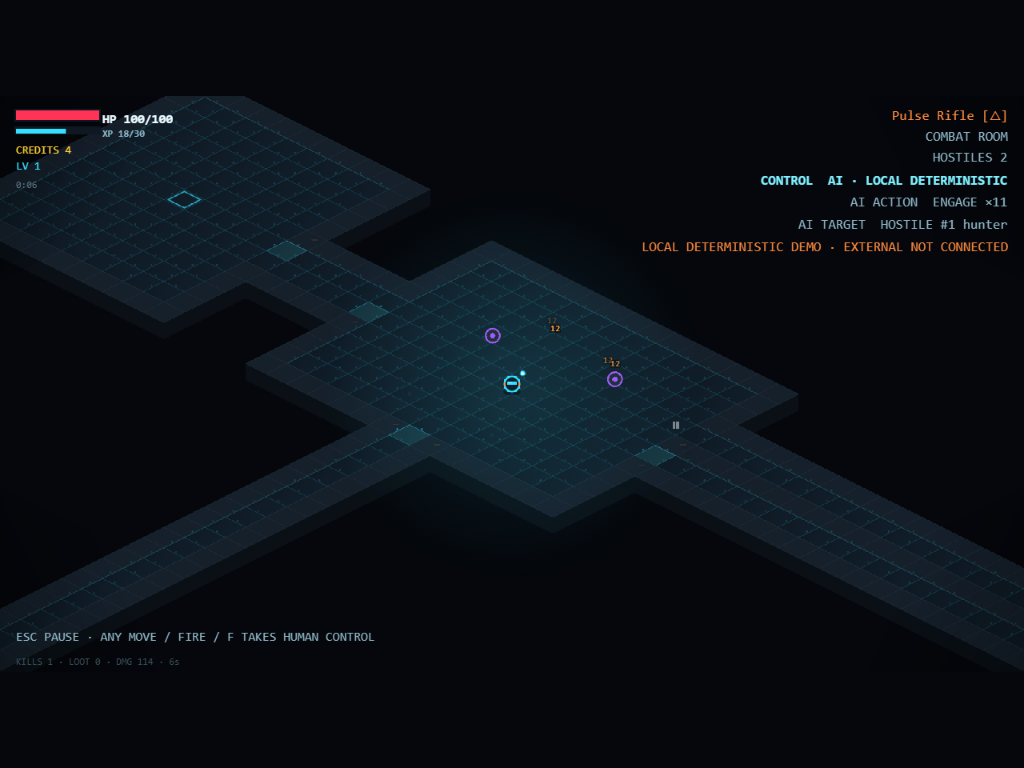 HP 100/100
XP 18/30
CREDITS 4
LV 1
0:06
Pulse Rifle [△]
COMBAT ROOM
HOSTILES 2
CONTROL AI · LOCAL DETERMINISTIC
AI ACTION ENGAGE ×11
AI TARGET HOSTILE #1 hunter
LOCAL DETERMINISTIC DEMO · EXTERNAL NOT CONNECTED
12
12
12
ESC PAUSE · ANY MOVE / FIRE / F TAKES HUMAN CONTROL
KILLS 1 · LOOT 0 · DMG 114 · 6s